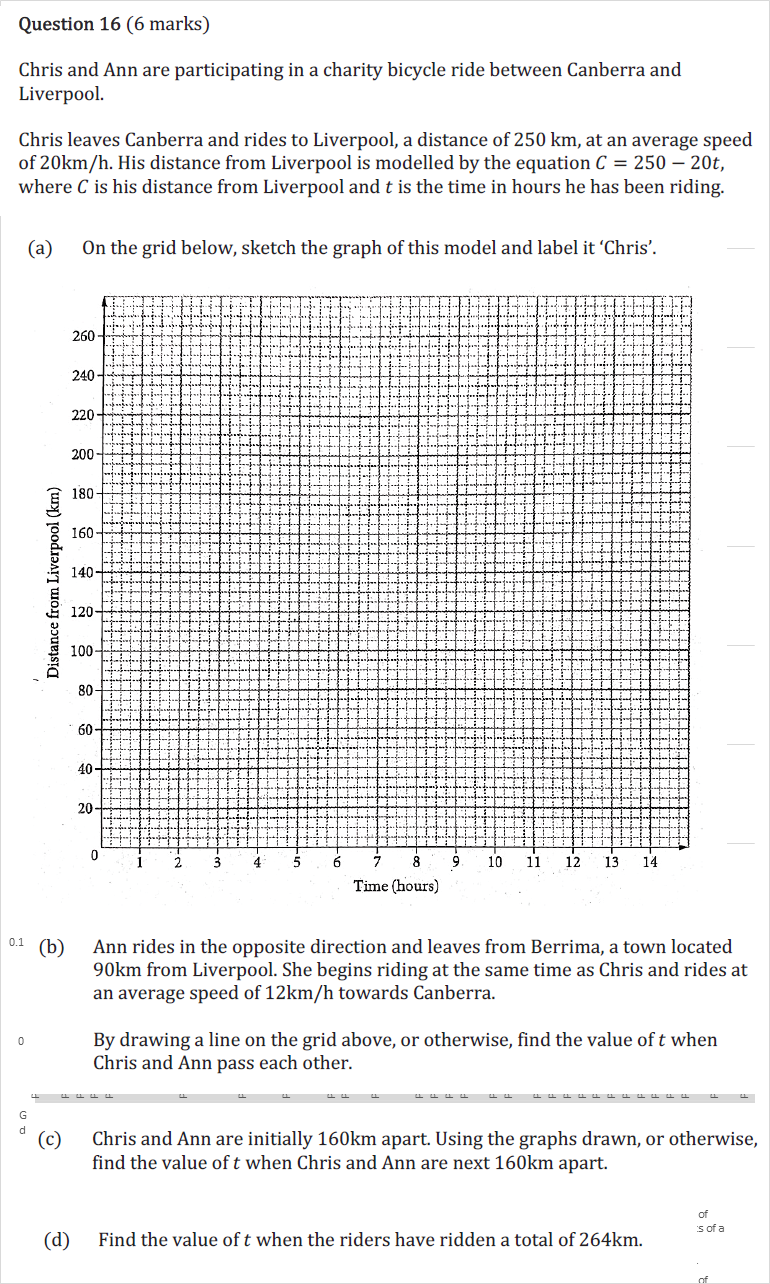 Question 16 (6 marks)
Chris and Ann are participating in a charity bicycle ride between Canberra and
Liverpool.
Chris leaves Canberra and rides to Liverpool, a distance of 250 km, at an average speed
of 20km/h. His distance from Liverpool is modelled by the equation C = 250 − 20t,
where C is his distance from Liverpool and t is the time in hours he has been riding.
(a) On the grid below, sketch the graph of this model and label it ‘Chris’.
260
240
220
200
180
160
140
120
100
80
60
40
20
0
Distance from Liverpool (km)
1 2 3 4 5 6 7 8 9 10 11 12 13 14
Time (hours)
0.1
(b) Ann rides in the opposite direction and leaves from Berrima, a town located
90km from Liverpool. She begins riding at the same time as Chris and rides at
an average speed of 12km/h towards Canberra.
0
By drawing a line on the grid above, or otherwise, find the value of t when
Chris and Ann pass each other.
G
d
(c) Chris and Ann are initially 160km apart. Using the graphs drawn, or otherwise,
find the value of t when Chris and Ann are next 160km apart.
of
s of a
(d) Find the value of t when the riders have ridden a total of 264km.
of